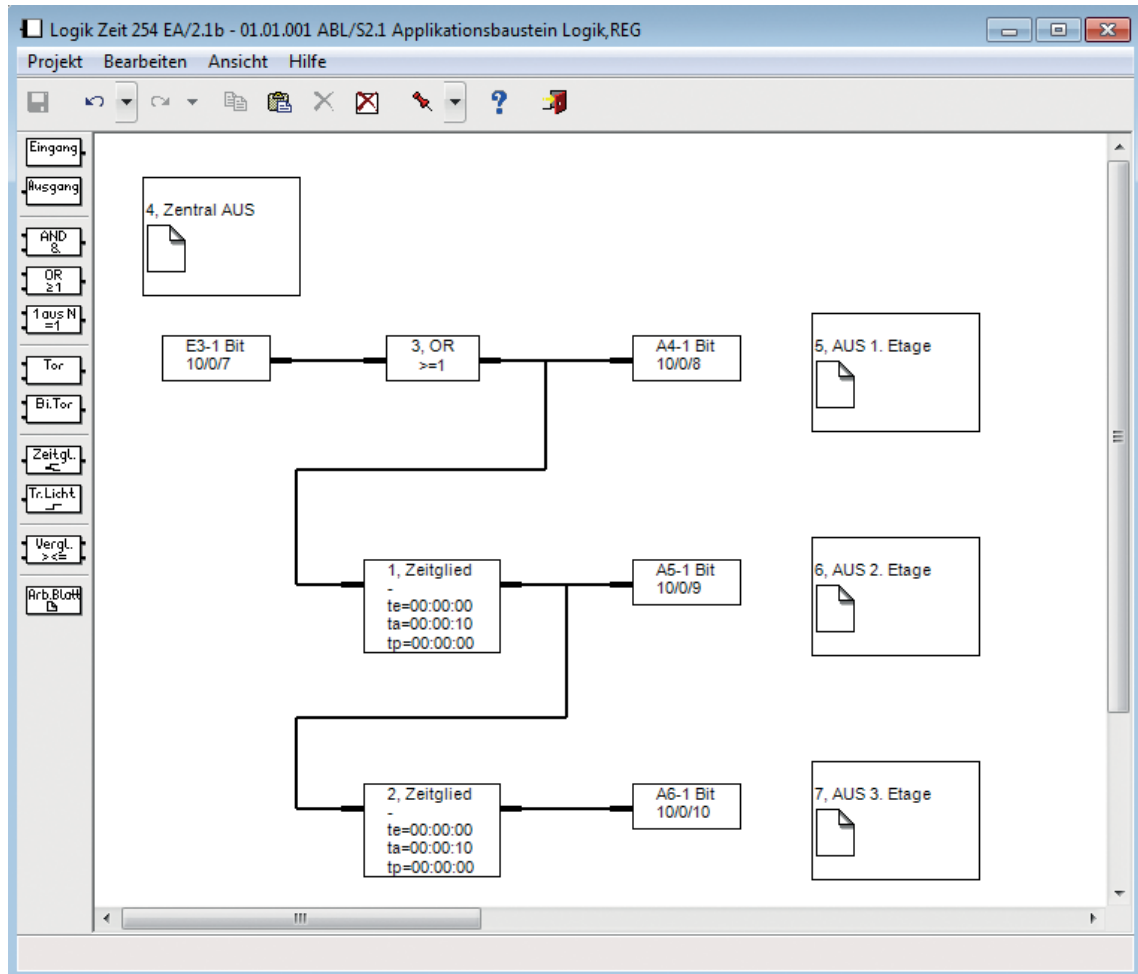 Logik Zeit 254 EA/2.1b - 01.01.001 ABL/S2.1 Applikationsbaustein Logik,REG
Projekt Bearbeiten Ansicht Hilfe
?
Eingang
Ausgang
AND
&
OR
≥1
1 aus N
=1
Tor
Bi.Tor
Zeitgl.
Tr.Licht
Vergl.
><=
Arb.Blatt
4, Zentral AUS
E3-1 Bit
10/0/7
3, OR
>=1
A4-1 Bit
10/0/8
5, AUS 1. Etage
1, Zeitglied
-
te=00:00:00
ta=00:00:10
tp=00:00:00
A5-1 Bit
10/0/9
6, AUS 2. Etage
2, Zeitglied
-
te=00:00:00
ta=00:00:10
tp=00:00:00
A6-1 Bit
10/0/10
7, AUS 3. Etage